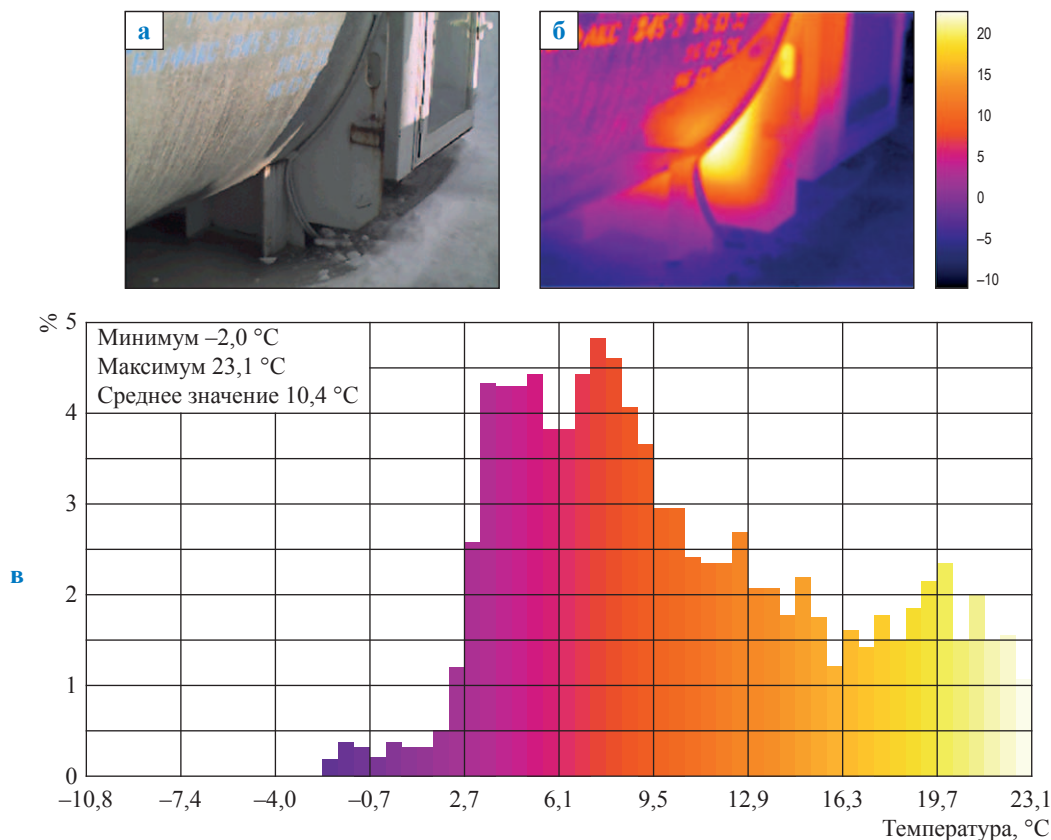 а
б
20
15
10
5
0
–5
–10
%
5
4
3
2
1
0
Минимум –2,0 °C
Максимум 23,1 °C
Среднее значение 10,4 °C
в
–10,8 –7,4 –4,0 –0,7 2,7 6,1 9,5 12,9 16,3 19,7 23,1
Температура, °C